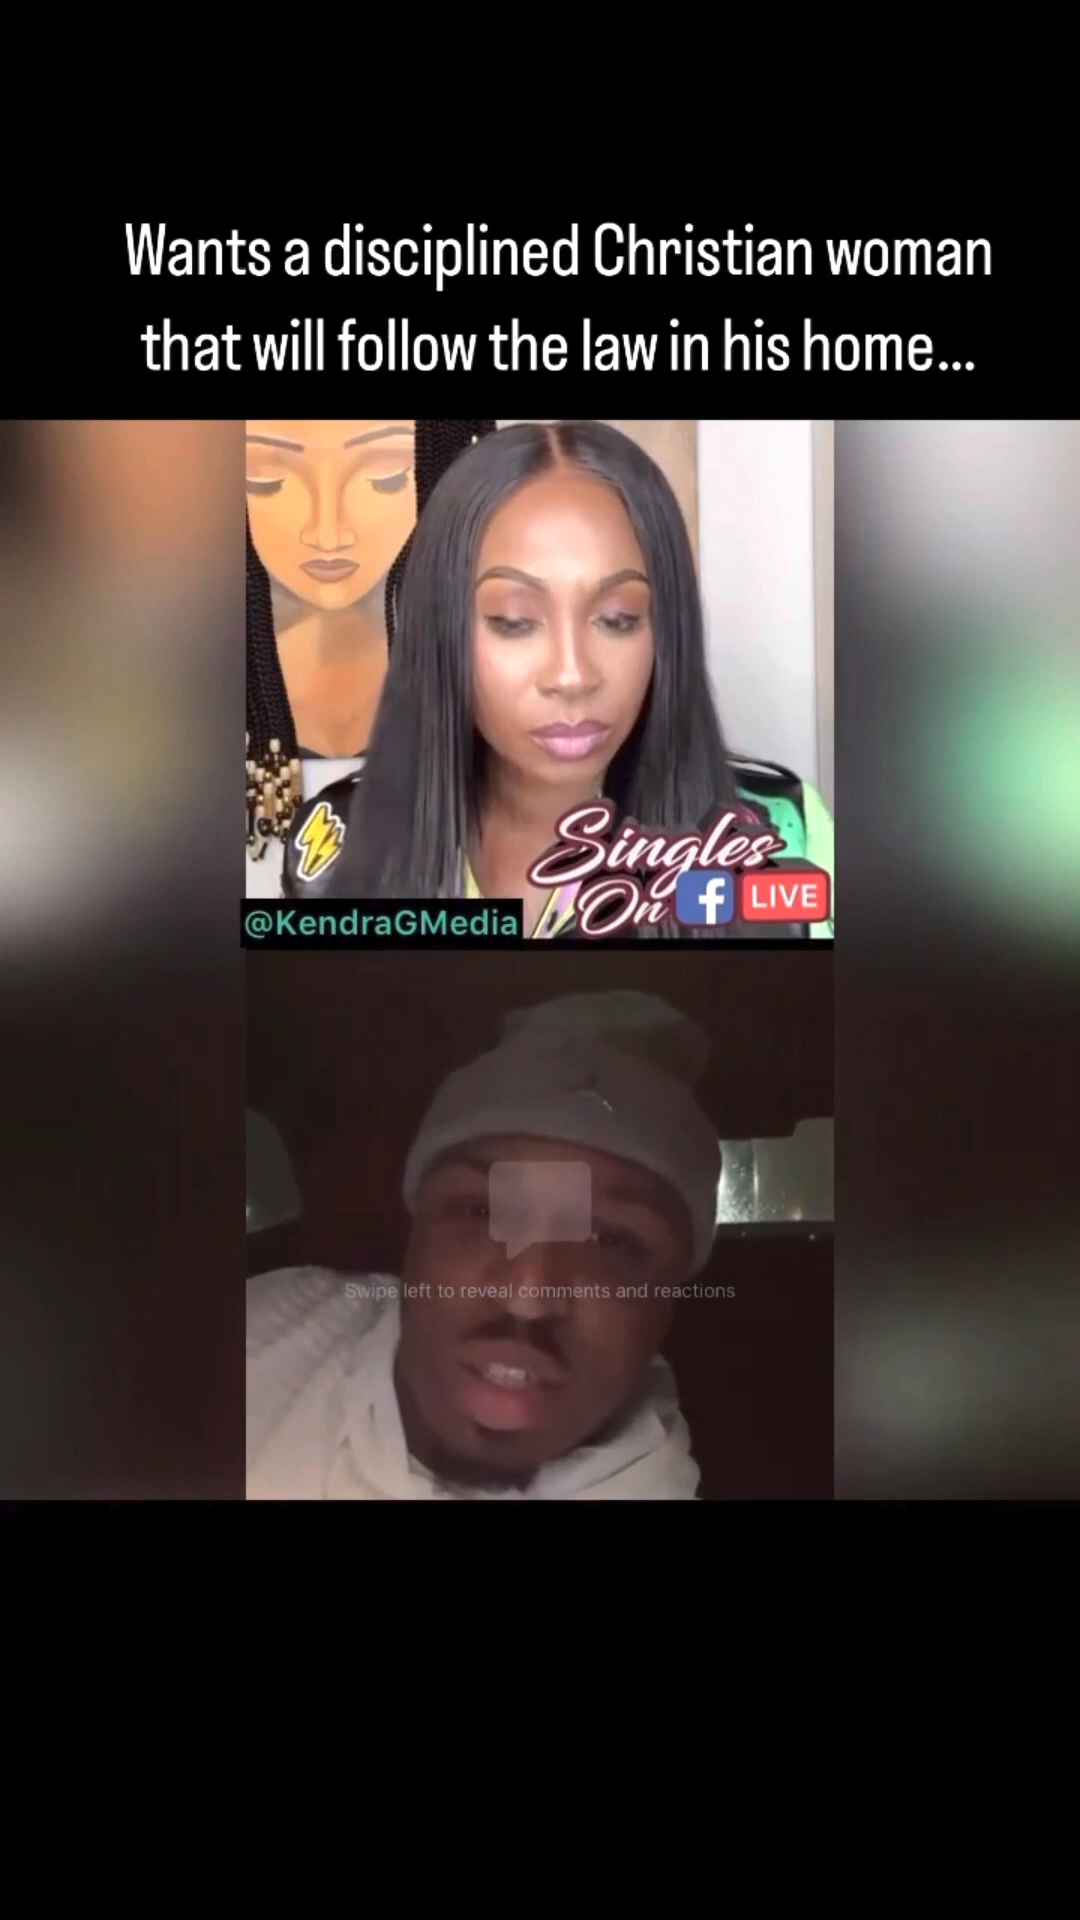 Wants a disciplined Christian woman
that will follow the law in his home...
Singles
On f LIVE
@KendraGMedia
Swipe left to reveal comments and reactions